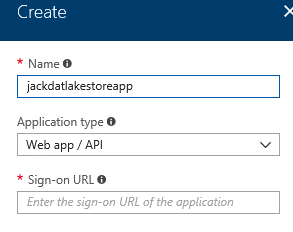 Create
* Name
jackdatlakestoreapp
Application type
Web app / API
* Sign-on URL
Enter the sign-on URL of the application